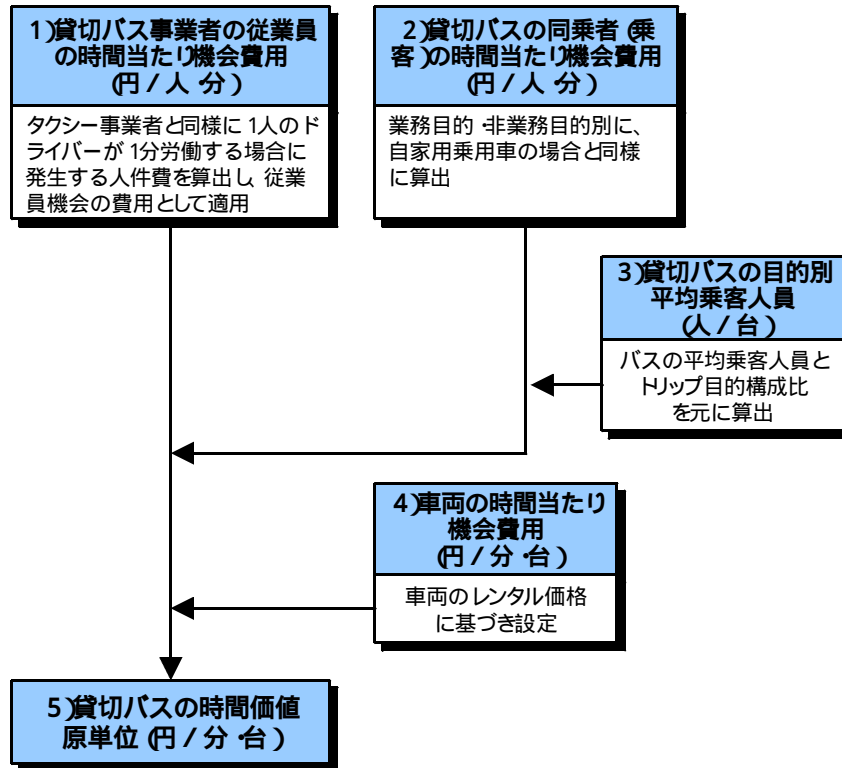 1)貸切バス事業者の従業員
の時間当たり機会費用
(円/人・分)
タクシー事業者と同様に1人のド
ライバーが1分労働する場合に
発生する人件費を算出し、従業
員機会の費用として適用
2)貸切バスの同乗者(乗
客)の時間当たり機会費用
(円/人・分)
業務目的・非業務目的別に、
自家用乗用車の場合と同様
に算出
3)貸切バスの目的別
平均乗客人員
(人/台)
バスの平均乗客人員と
トリップ目的構成比
を元に算出
4)車両の時間当たり
機会費用
(円/分・台)
車両のレンタル価格
に基づき設定
5)貸切バスの時間価値
原単位(円/分・台)